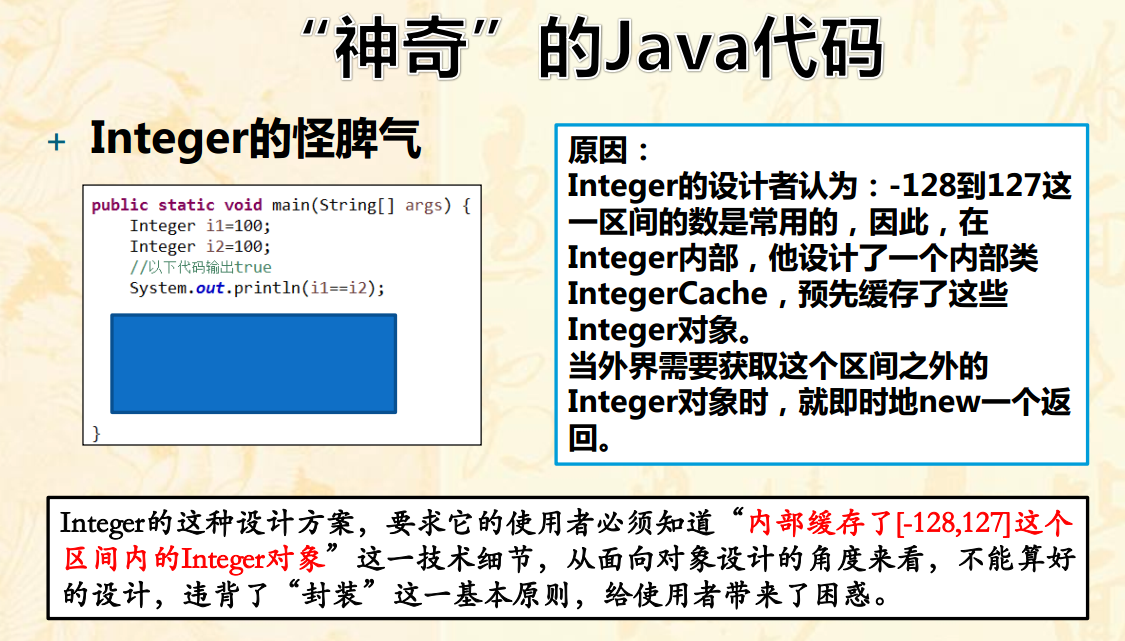 “神奇”的Java代码
+ Integer的怪脾气
public static void main(String[] args) {
Integer i1=100;
Integer i2=100;
//以下代码输出true
System.out.println(i1==i2);
}
原因：
Integer的设计者认为：-128到127这
一区间的数是常用的，因此，在
Integer内部，他设计了一个内部类
IntegerCache，预先缓存了这些
Integer对象。
当外界需要获取这个区间之外的
Integer对象时，就即时地new一个返
回。
Integer的这种设计方案，要求它的使用者必须知道“内部缓存了[-128,127]这个
区间内的Integer对象”这一技术细节，从面向对象设计的角度来看，不能算好
的设计，违背了“封装”这一基本原则，给使用者带来了困惑。